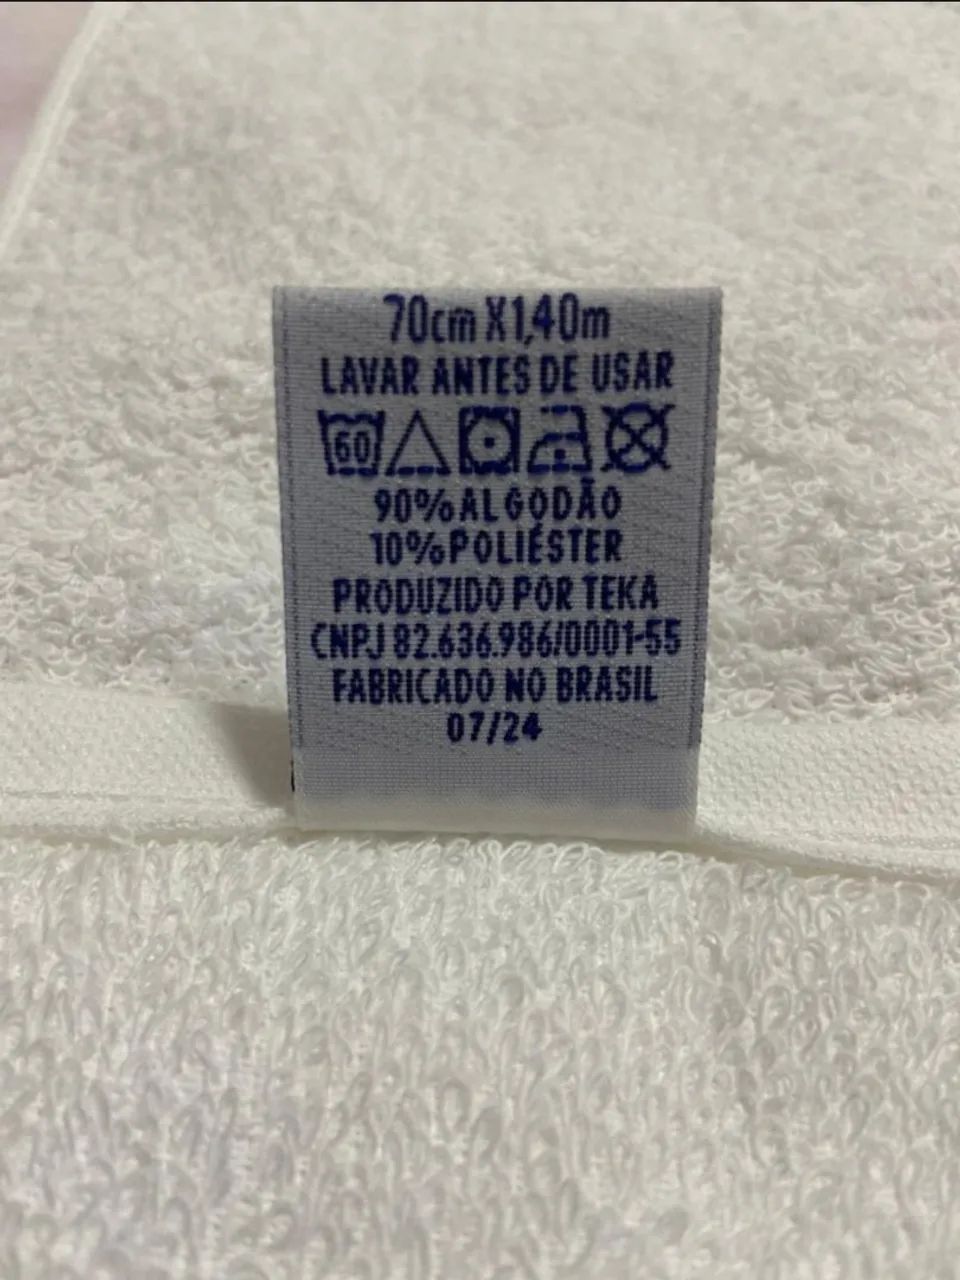 70cm X 1,40m
LAVAR ANTES DE USAR
60
90% ALGODÃO
10% POLIÉSTER
PRODUZIDO POR TEKA
CNPJ 82.636.986/0001-55
FABRICADO NO BRASIL
07/24